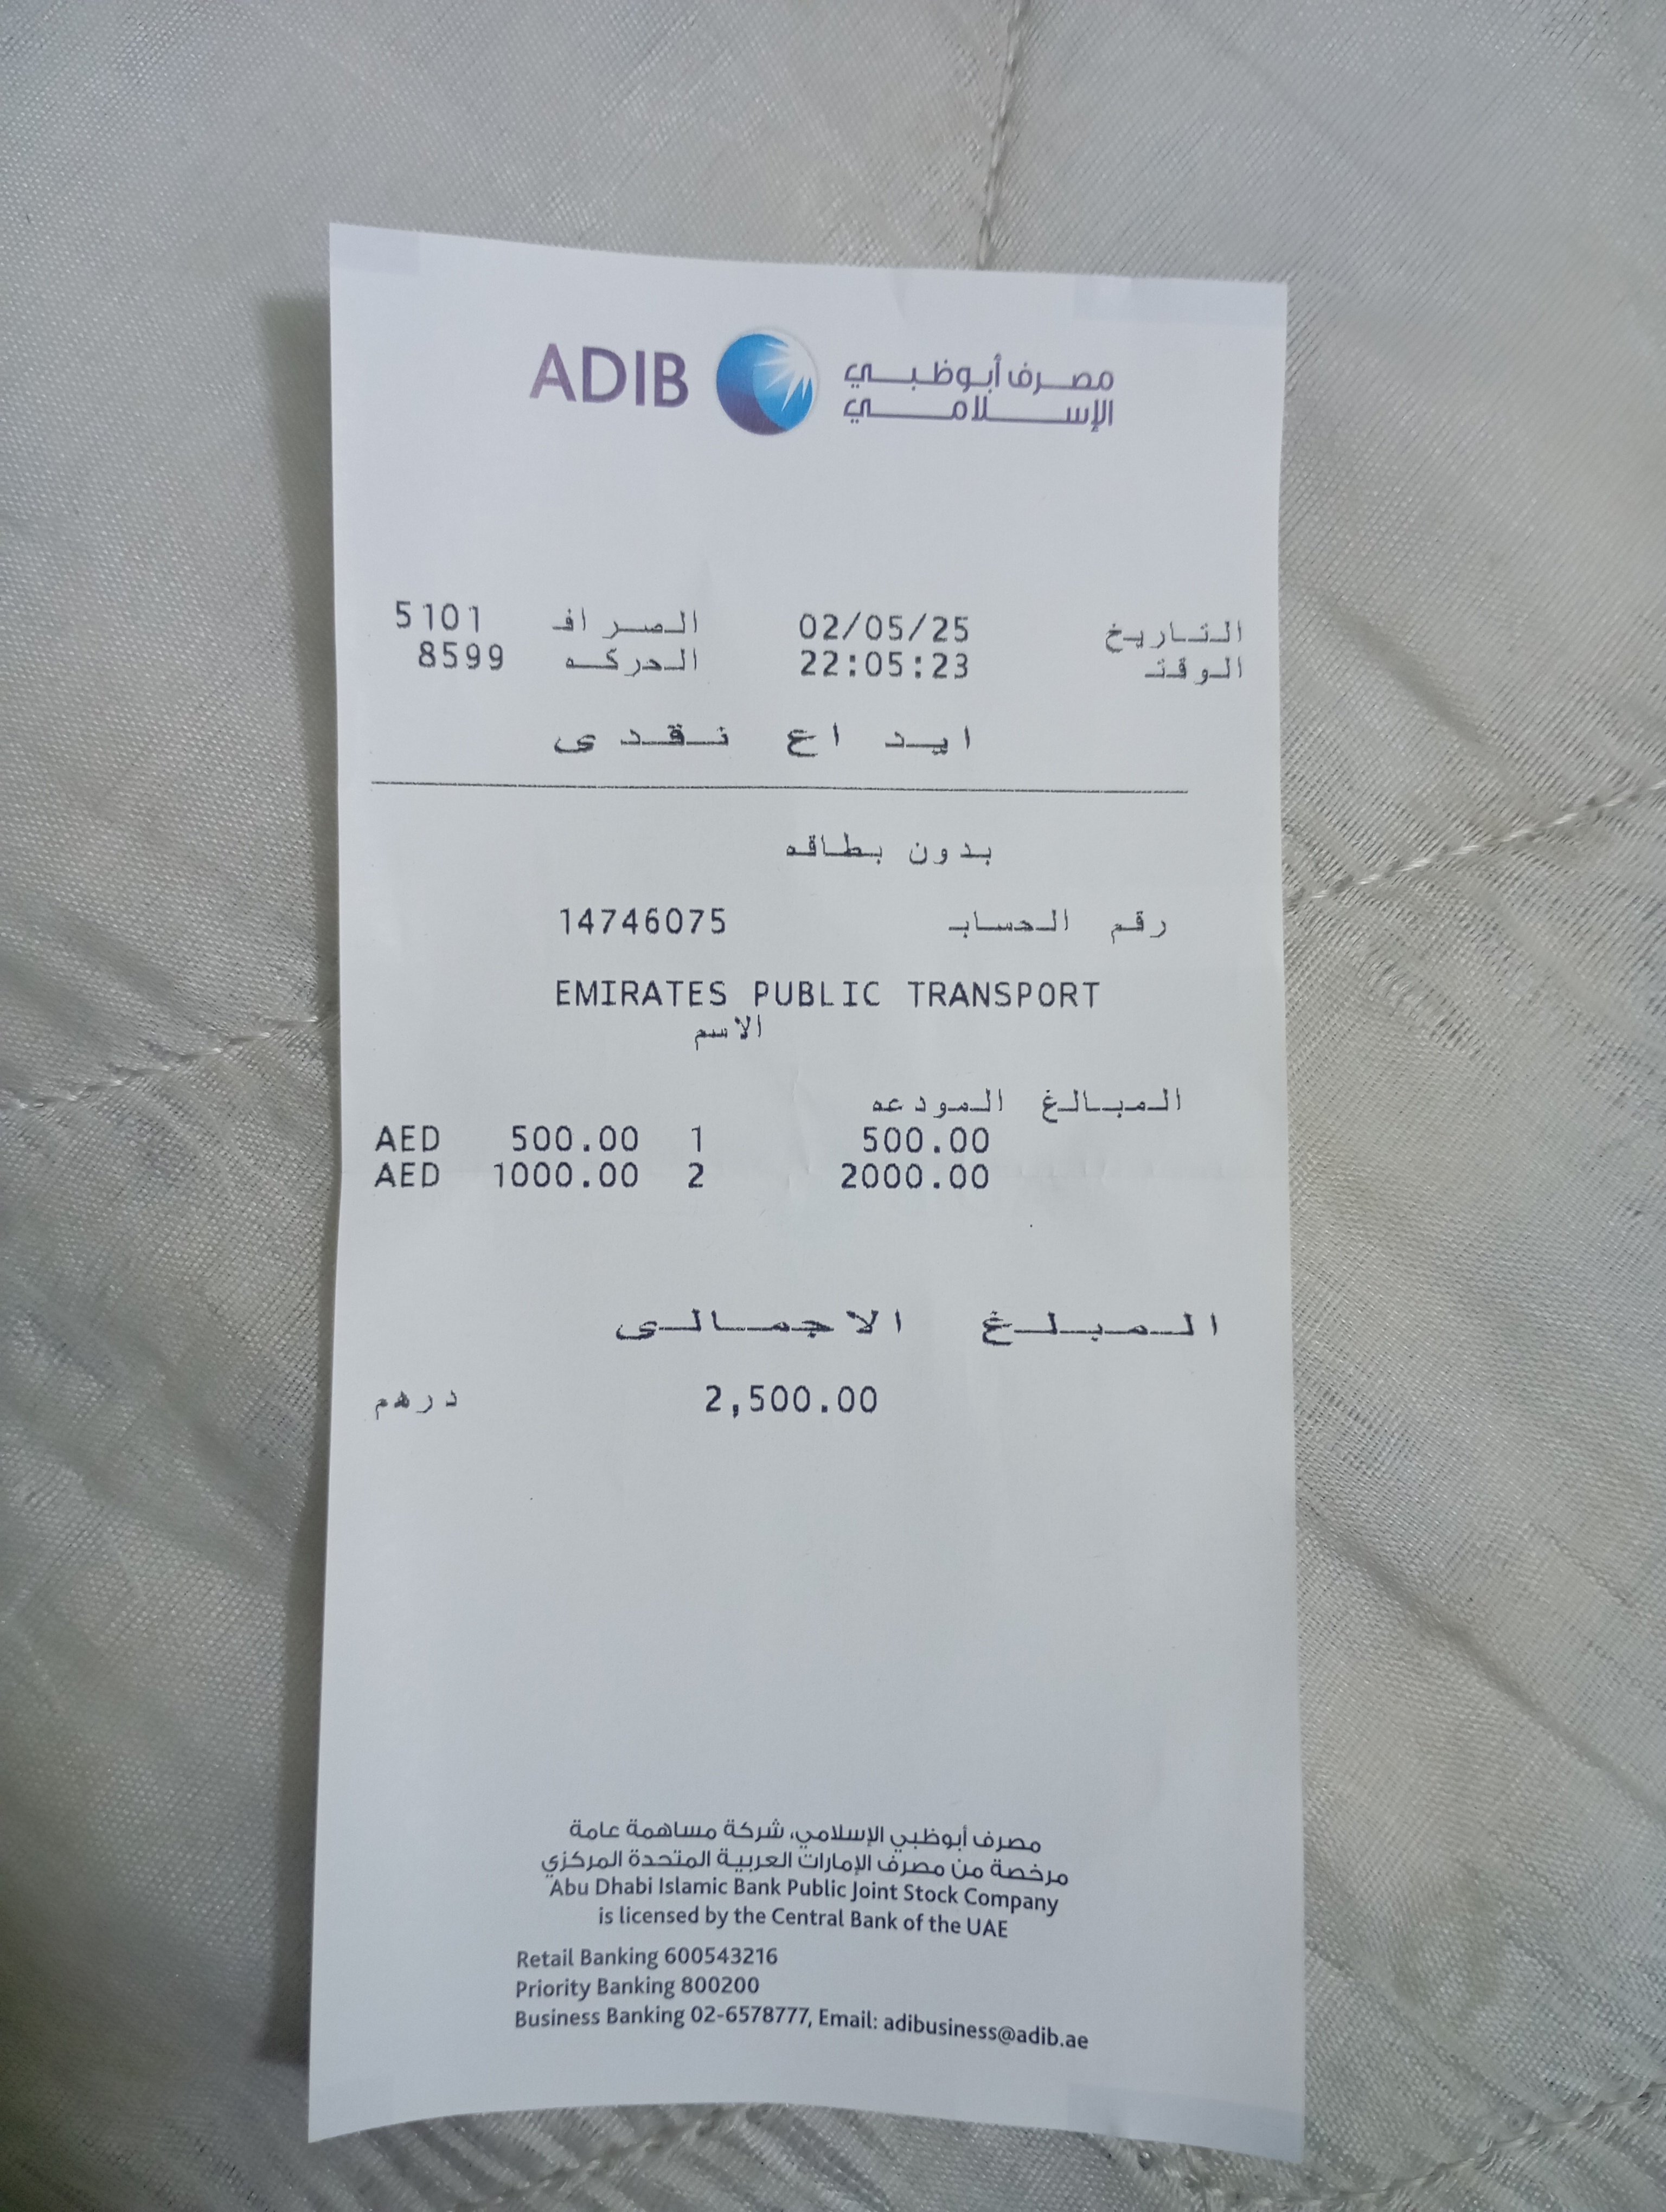 ADIB مصرف أبوظبي
الإسلامي
التاريخ 02/05/25 الصراف 5101
الوقت 22:05:23 الحركه 8599
ايداع نقدى
بدون بطاقه
رقم الحساب 14746075
EMIRATES PUBLIC TRANSPORT
الاسم
المبالغ المودعه
AED 500.00 1 500.00
AED 1000.00 2 2000.00
المبلغ الاجمالى
2,500.00 درهم
مصرف أبوظبي الإسلامي، شركة مساهمة عامة
مرخصة من مصرف الإمارات العربية المتحدة المركزي
Abu Dhabi Islamic Bank Public Joint Stock Company
is licensed by the Central Bank of the UAE
Retail Banking 600543216
Priority Banking 800200
Business Banking 02-6578777, Email: adibusiness@adib.ae